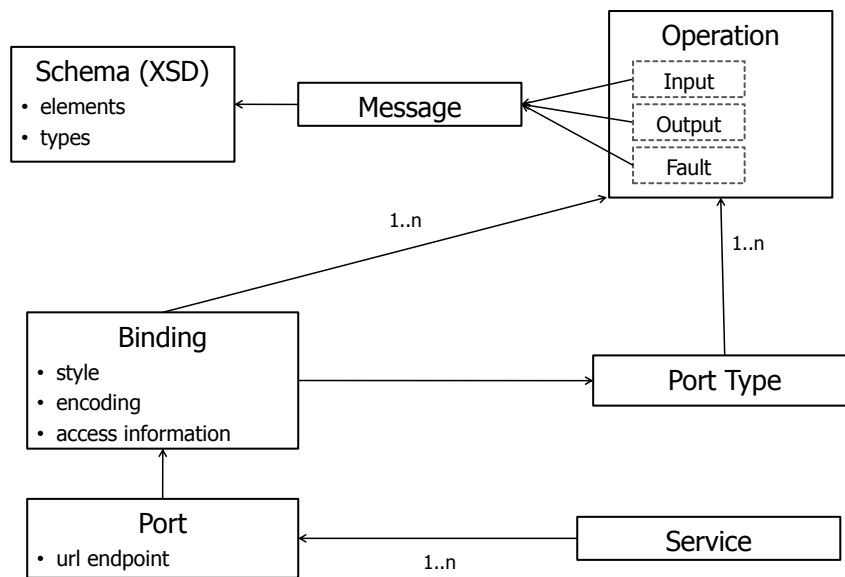 Operation
Schema (XSD)
• elements
• types
Message
Input
Output
Fault
1..n
1..n
Binding
• style
• encoding
• access information
Port Type
Port
• url endpoint
1..n
Service